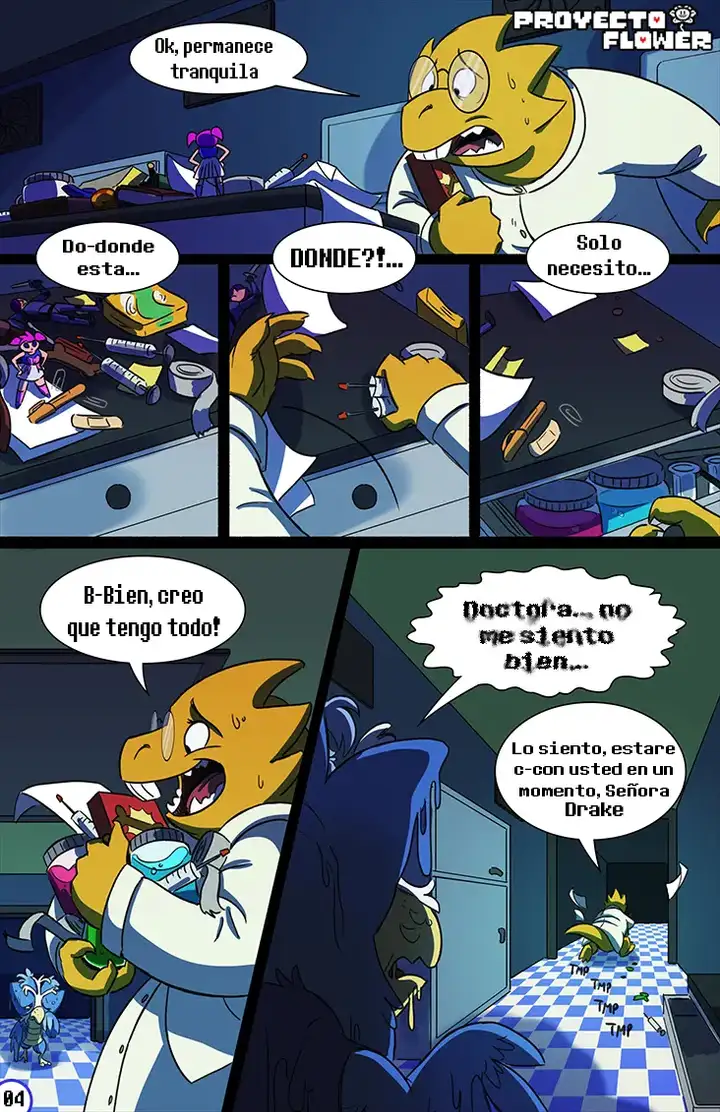 PROYECTO
FLOWER
Ok, permanece
tranquila
Do-donde
esta...
DONDE?!...
Solo
necesito...
B-Bien, creo
que tengo todo!
Doctora... no
me siento
bien...
Lo siento, estare
c-con usted en un
momento, Señora
Drake
TMP
TMP
TMP
TMP
04